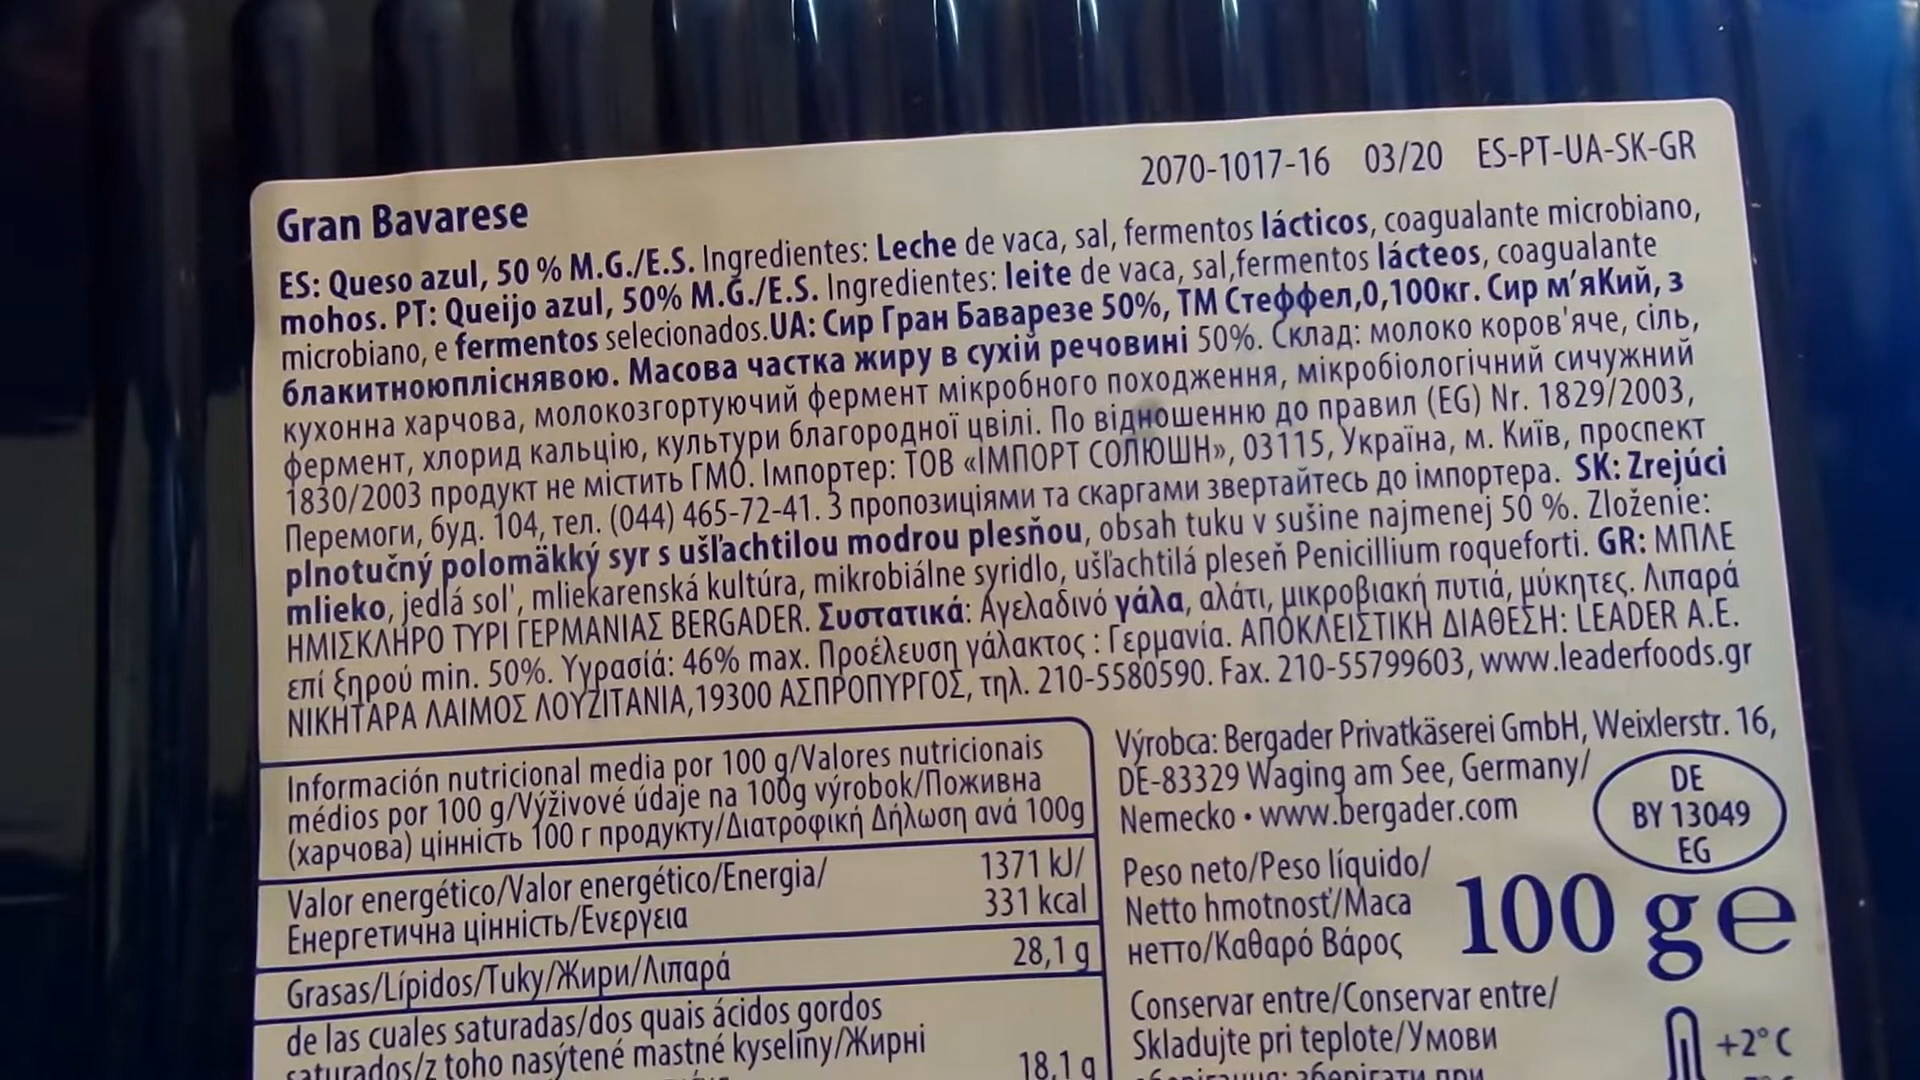 2070-1017-16 03/20 ES-PT-UA-SK-GR
Gran Bavarese
ES: Queso azul, 50 % M.G./E.S. Ingredientes: Leche de vaca, sal, fermentos lácticos, coagualante microbiano,
mohos. PT: Queijo azul, 50% M.G./E.S. Ingredientes: leite de vaca, sal,fermentos lácteos, coagualante
microbiano, e fermentos selecionados.UA: Сир Гран Баварезе 50%, ТМ Стеффел,0,100кг. Сир м'яКий, з
блакитноюпліснявою. Масова частка жиру в сухій речовині 50%. Склад: молоко коров'яче, сіль,
кухонна харчова, молокозгортуючий фермент мікробного походження, мікробіологічний сичужний
фермент, хлорид кальцію, культури благородної цвілі. По відношенню до правил (EG) Nr. 1829/2003,
1830/2003 продукт не містить ГМО. Імпортер: ТОВ «ІМПОРТ СОЛЮШН», 03115, Україна, м. Київ, проспект
Перемоги, буд. 104, тел. (044) 465-72-41. З пропозиціями та скаргами звертайтесь до імпортера. SK: Zrejúci
plnotučný polomäkký syr s ušľachtilou modrou plesňou, obsah tuku v sušine najmenej 50 %. Zloženie:
mlieko, jedlá sol', mliekarenská kultúra, mikrobiálne syridlo, ušľachtilá pleseň Penicillium roqueforti. GR: ΜΠΛΕ
ΗΜΙΣΚΛΗΡΟ ΤΥΡΙ ΓΕΡΜΑΝΙΑΣ BERGADER. Συστατικά: Αγελαδινό γάλα, αλάτι, μικροβιακή πυτιά, μύκητες. Λιπαρά
επί ξηρού min. 50%. Υγρασίά: 46% max. Προέλευση γάλακτος : Γερμανία. ΑΠΟΚΛΕΙΣΤΙΚΗ ΔΙΑΘΕΣΗ: LEADER A.E.
ΝΙΚΗΤΑΡΑ ΛΑΙΜΟΣ ΛΟΥΖΙΤΑΝΙΑ,19300 ΑΣΠΡΟΠΥΡΓΟΣ, τηλ. 210-5580590. Fax. 210-55799603, www.leaderfoods.gr
Información nutricional media por 100 g/Valores nutricionais
médios por 100 g/Výživové údaje na 100g výrobok/Поживна
(харчова) цінність 100 г продукту/Διατροφική Δήλωση ανά 100g
Valor energético/Valor energético/Energia/
Енергетична цінність/Ενεργεια
1371 kJ/
331 kcal
Grasas/Lípidos/Tuky/Жири/Λιπαρά
28,1 g
de las cuales saturadas/dos quais ácidos gordos
saturados/z toho nasýtené mastné kyseliny/Жирні
18,1 g
Výrobca: Bergader Privatkäserei GmbH, Weixlerstr. 16,
DE-83329 Waging am See, Germany/
Nemecko • www.bergader.com
DE
BY 13049
EG
Peso neto/Peso líquido/
Netto hmotnosť/Maca
нетто/Καθαρό Βάρος
100 g e
Conservar entre/Conservar entre/
Skladujte pri teplote/Умови
зберігання: зберігати при
+2° C